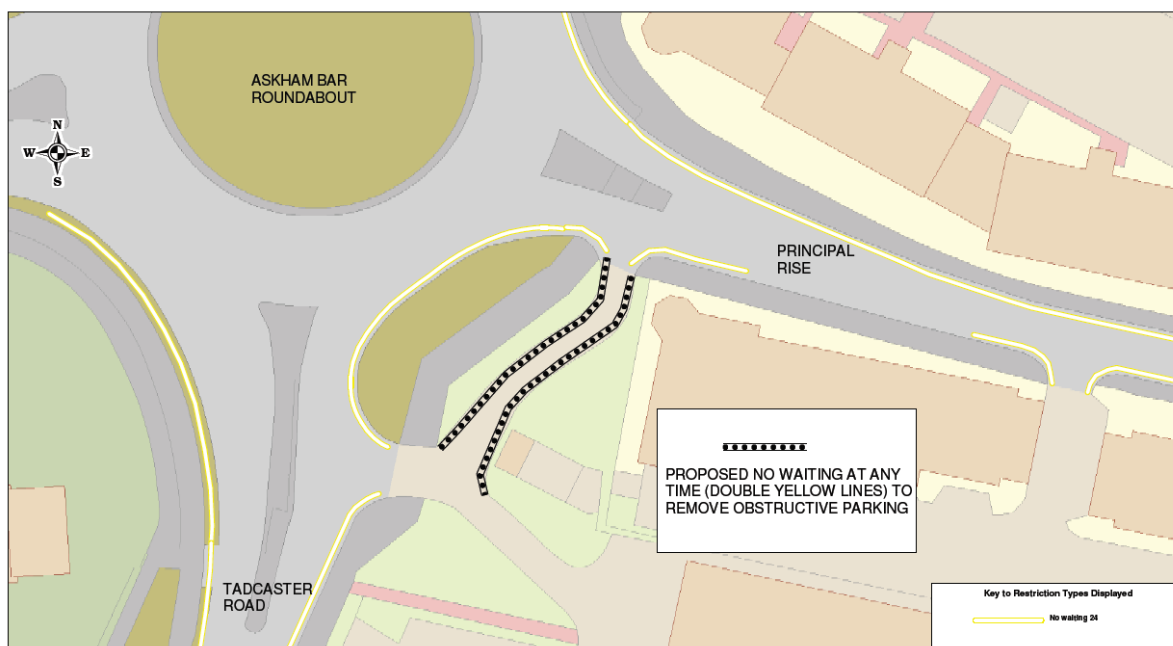 ASKHAM BAR
ROUNDABOUT
N
W E
S
PRINCIPAL
RISE
PROPOSED NO WAITING AT ANY
TIME (DOUBLE YELLOW LINES) TO
REMOVE OBSTRUCTIVE PARKING
TADCASTER
ROAD
Key to Restriction Types Displayed
No waiting 24